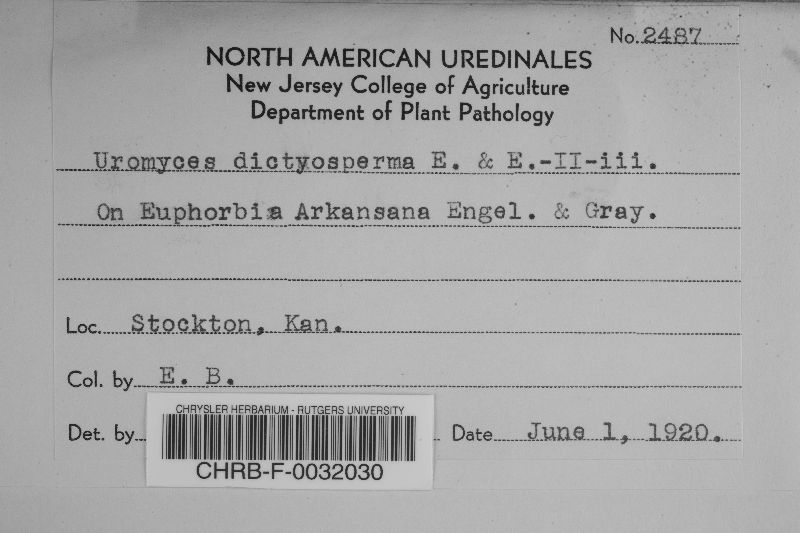 No. 2487
NORTH AMERICAN UREDINALES
New Jersey College of Agriculture
Department of Plant Pathology
Uromyces dictyosperma E. & E.-II-iii.
On Euphorbia Arkansana Engel. & Gray.
Loc. Stockton, Kan.
Col. by E. B.
Det. by
Date June 1, 1920.
CHRYSLER HERBARIUM - RUTGERS UNIVERSITY
CHRB-F-0032030